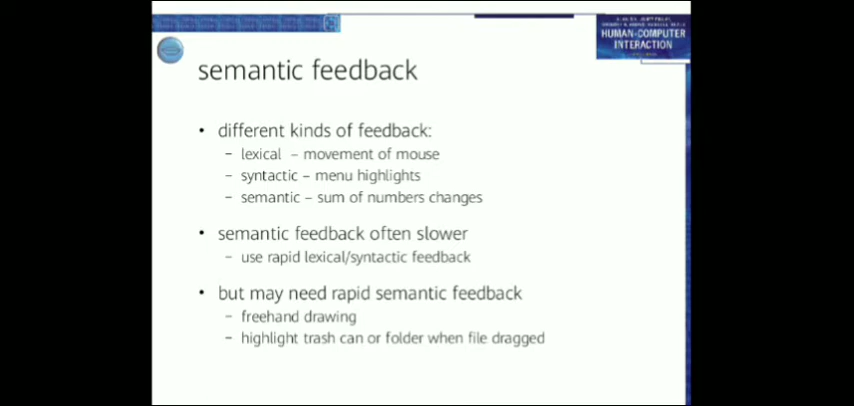 HUMAN-COMPUTER
INTERACTION
semantic feedback
• different kinds of feedback:
– lexical – movement of mouse
– syntactic – menu highlights
– semantic – sum of numbers changes
• semantic feedback often slower
– use rapid lexical/syntactic feedback
• but may need rapid semantic feedback
– freehand drawing
– highlight trash can or folder when file dragged